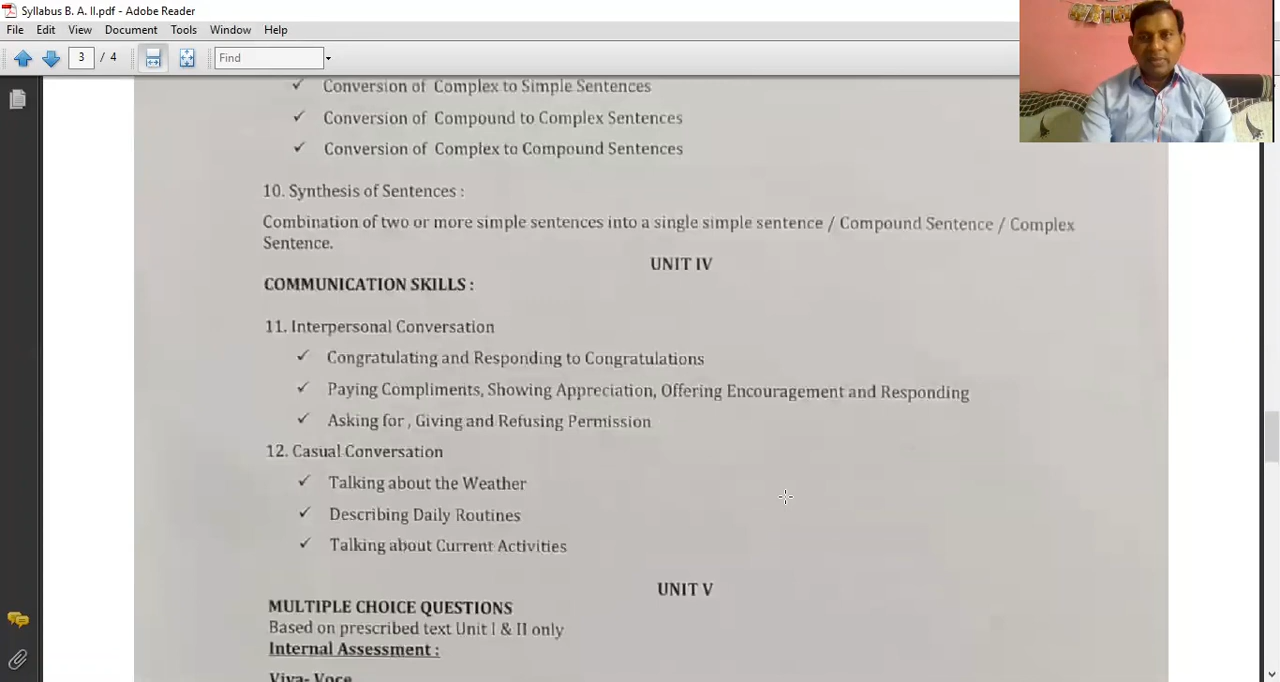 Syllabus B. A. II.pdf - Adobe Reader
File Edit View Document Tools Window Help
3 / 4 Find
Conversion of Complex to Simple Sentences
Conversion of Compound to Complex Sentences
Conversion of Complex to Compound Sentences
10. Synthesis of Sentences :
Combination of two or more simple sentences into a single simple sentence / Compound Sentence / Complex
Sentence.
UNIT IV
COMMUNICATION SKILLS :
11. Interpersonal Conversation
Congratulating and Responding to Congratulations
Paying Compliments, Showing Appreciation, Offering Encouragement and Responding
Asking for , Giving and Refusing Permission
12. Casual Conversation
Talking about the Weather
Describing Daily Routines
Talking about Current Activities
UNIT V
MULTIPLE CHOICE QUESTIONS
Based on prescribed text Unit I & II only
Internal Assessment :
Viva- Voce